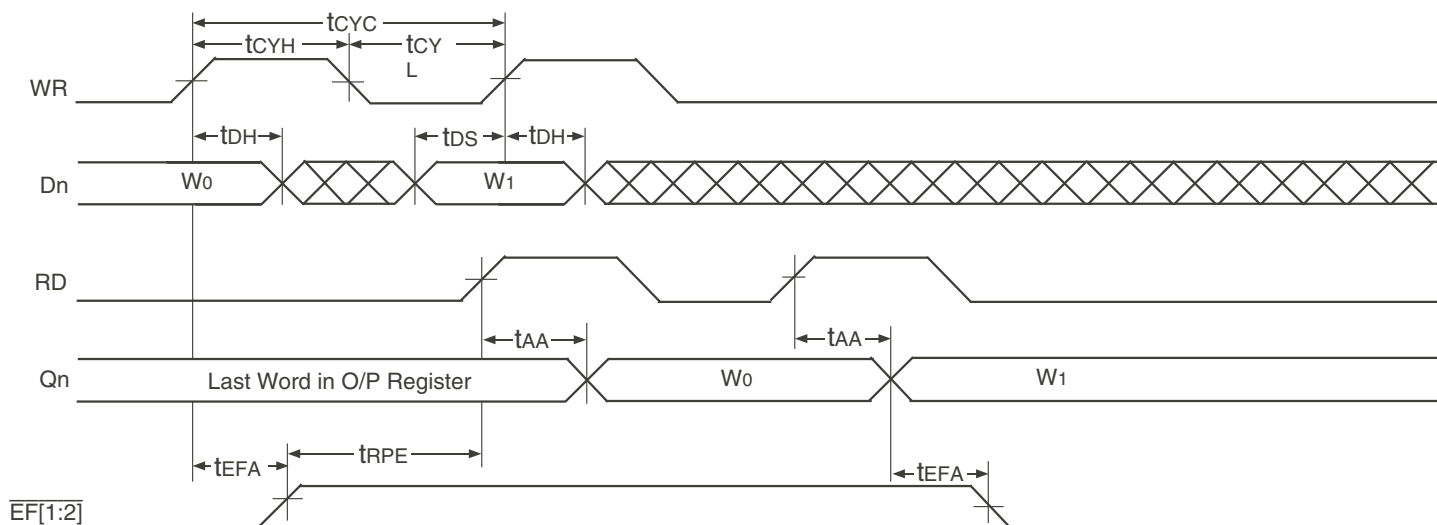 tCYC
tCYH
tCY
L
WR
tDH
tDS
tDH
Dn
W0
W1
RD
tAA
tAA
Qn
Last Word in O/P Register
W0
W1
tEFA
tRPE
tEFA
EF[1:2]